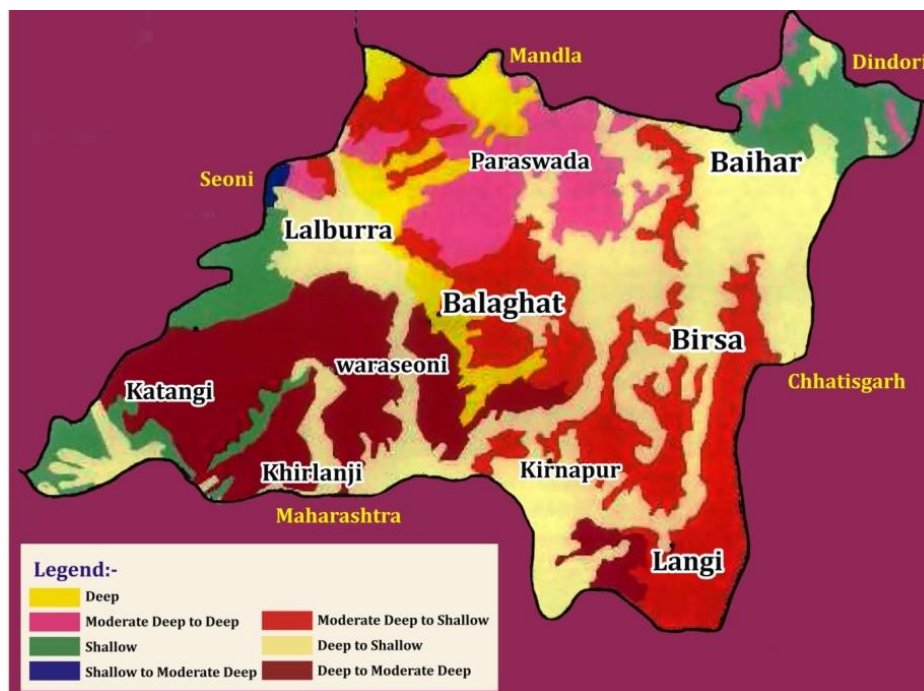 Mandla
Dindori
Paraswada
Baihar
Seoni
Lalburra
Balaghat
Birsa
waraseoni
Chhatisgarh
Katangi
Khirlanji
Kirnapur
Maharashtra
Langi
Legend:-
Deep
Moderate Deep to Deep
Moderate Deep to Shallow
Shallow
Deep to Shallow
Shallow to Moderate Deep
Deep to Moderate Deep